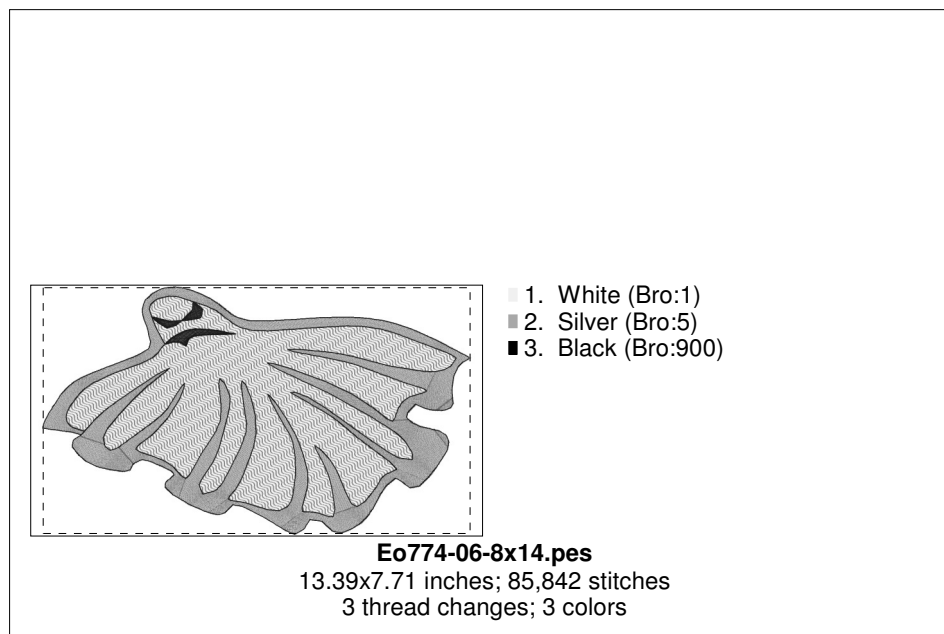 1. White (Bro:1)
2. Silver (Bro:5)
3. Black (Bro:900)
Eo774-06-8x14.pes
13.39x7.71 inches; 85,842 stitches
3 thread changes; 3 colors